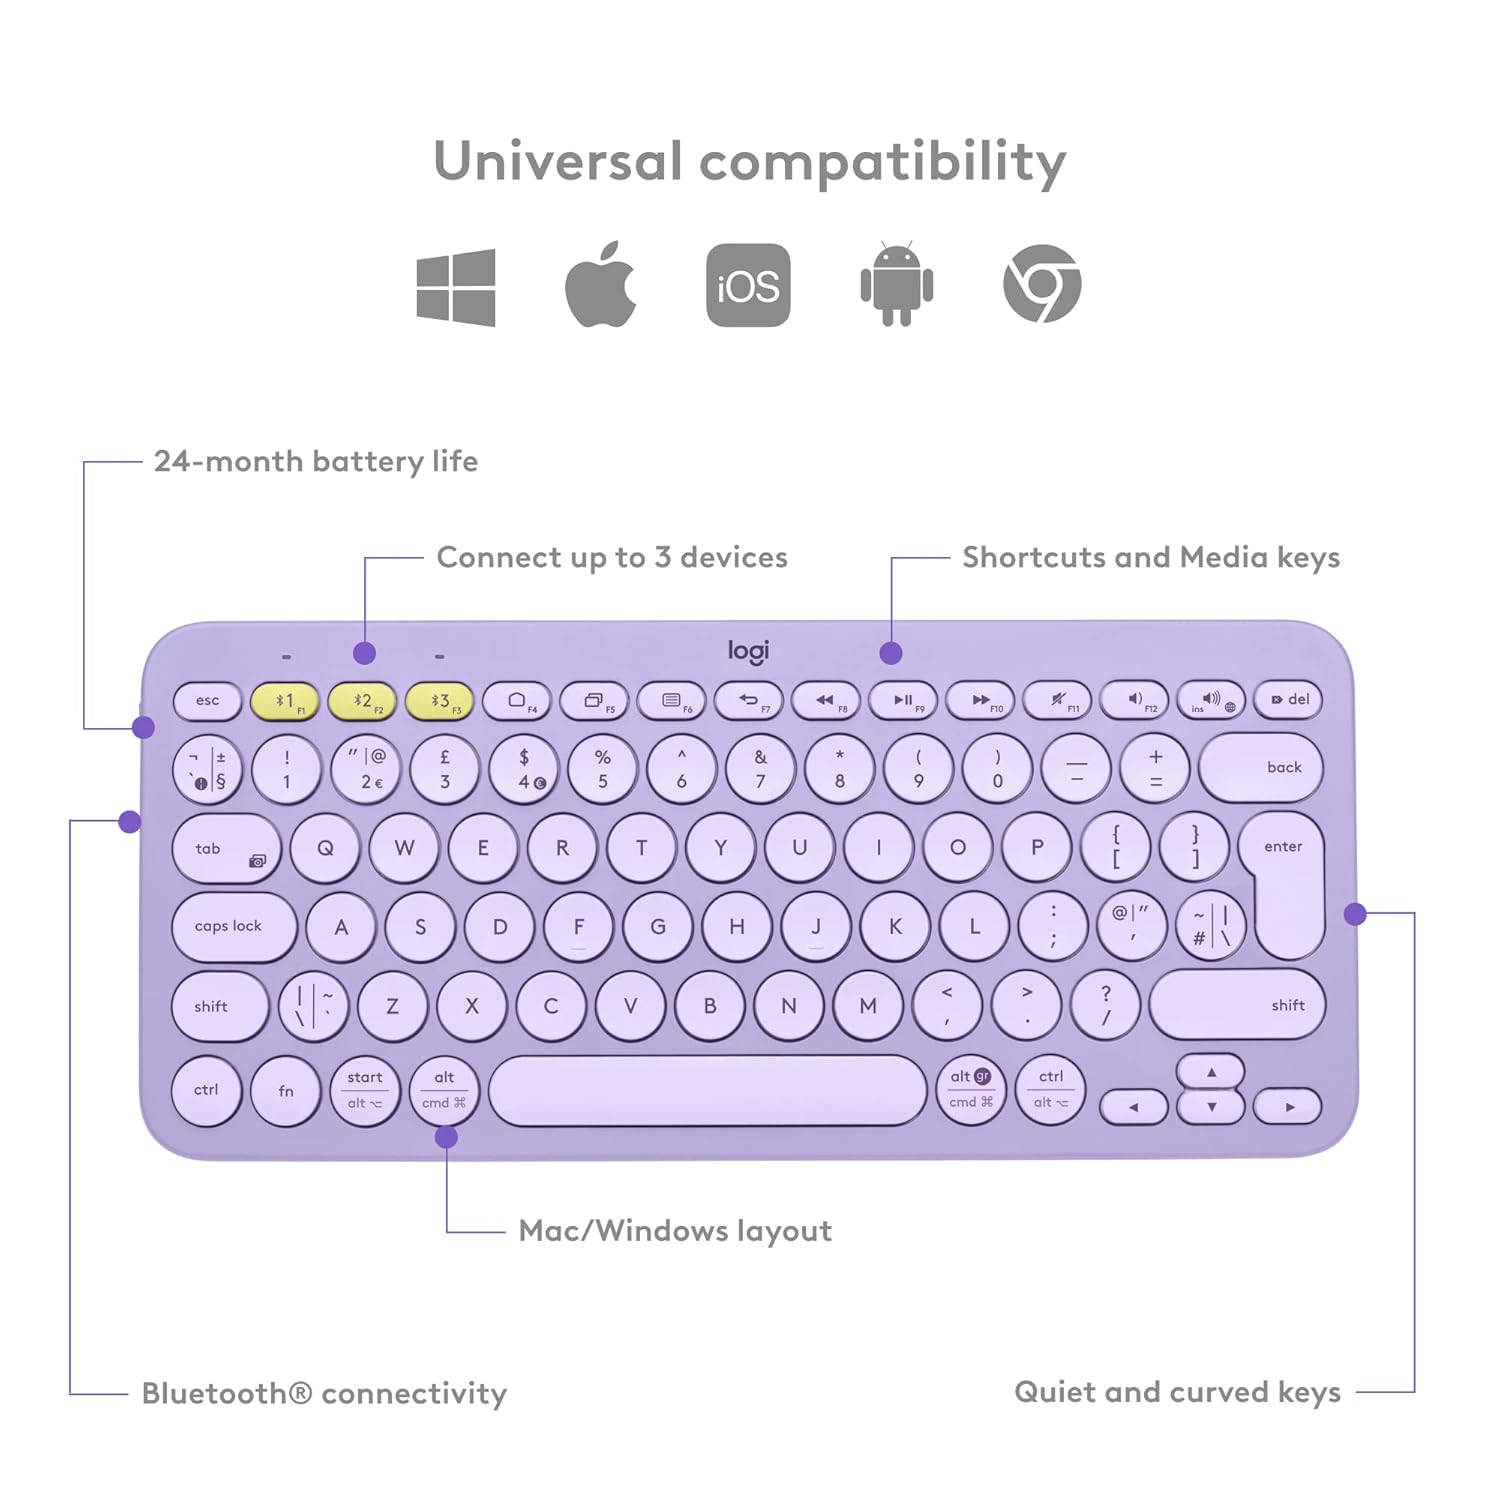 Universal compatibility
iOS
24-month battery life
Connect up to 3 devices
Shortcuts and Media keys
logi
esc 1 F1 2 F2 3 F3 F4 F5 F6 F7 F8 F9 F10 F11 F12 ins del
¬ | ± ` ¦ § ! 1 " | @ 2 € £ 3 $ 4 € % 5 ^ 6 & 7 * 8 ( 9 ) 0 — – + = back
tab Q W E R T Y U I O P { [ } ] enter
caps lock A S D F G H J K L : ; @ | " ' ~ # | \
shift | \ ~ ` Z X C V B N M < , > . ? / shift
ctrl fn start alt ⌥ alt cmd ⌘ alt gr cmd ⌘ ctrl alt ⌥ ◀ ▲ ▼ ▶
Mac/Windows layout
Bluetooth® connectivity
Quiet and curved keys